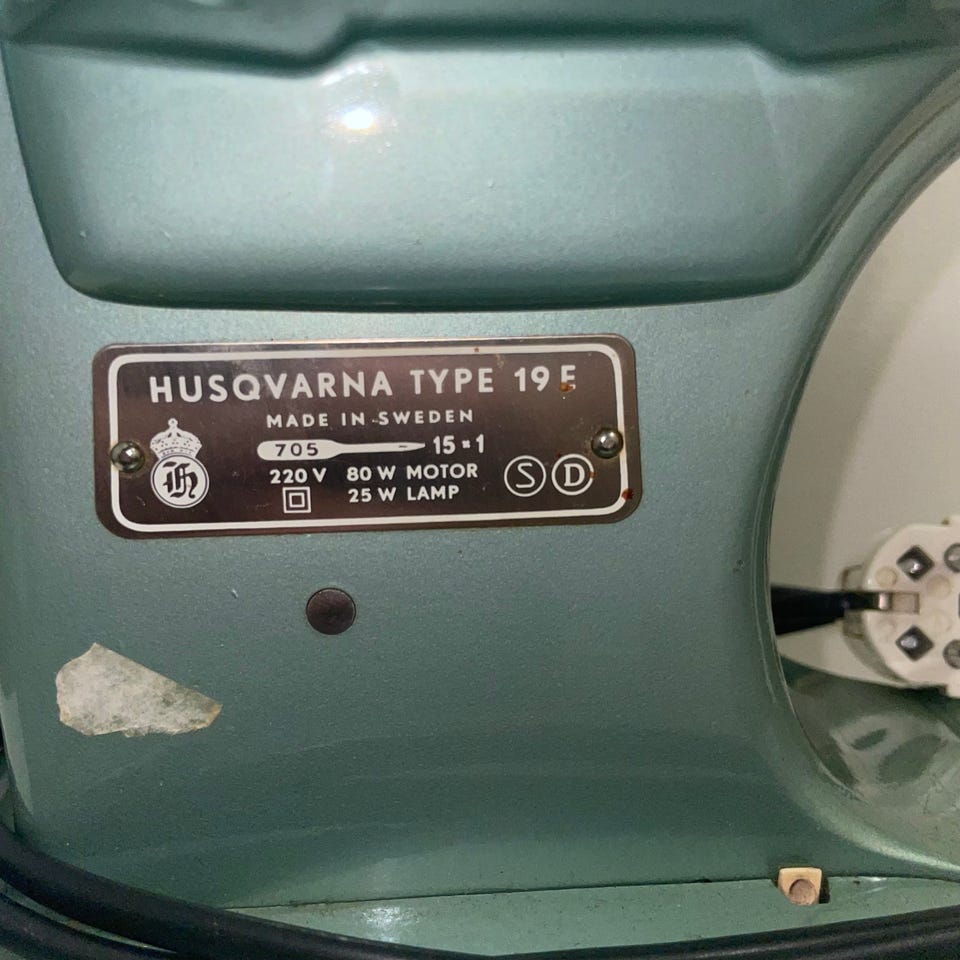 HUSQVARNA TYPE 19 E
MADE IN SWEDEN
705 15×1
220 V 80 W MOTOR
25 W LAMP
S D
H